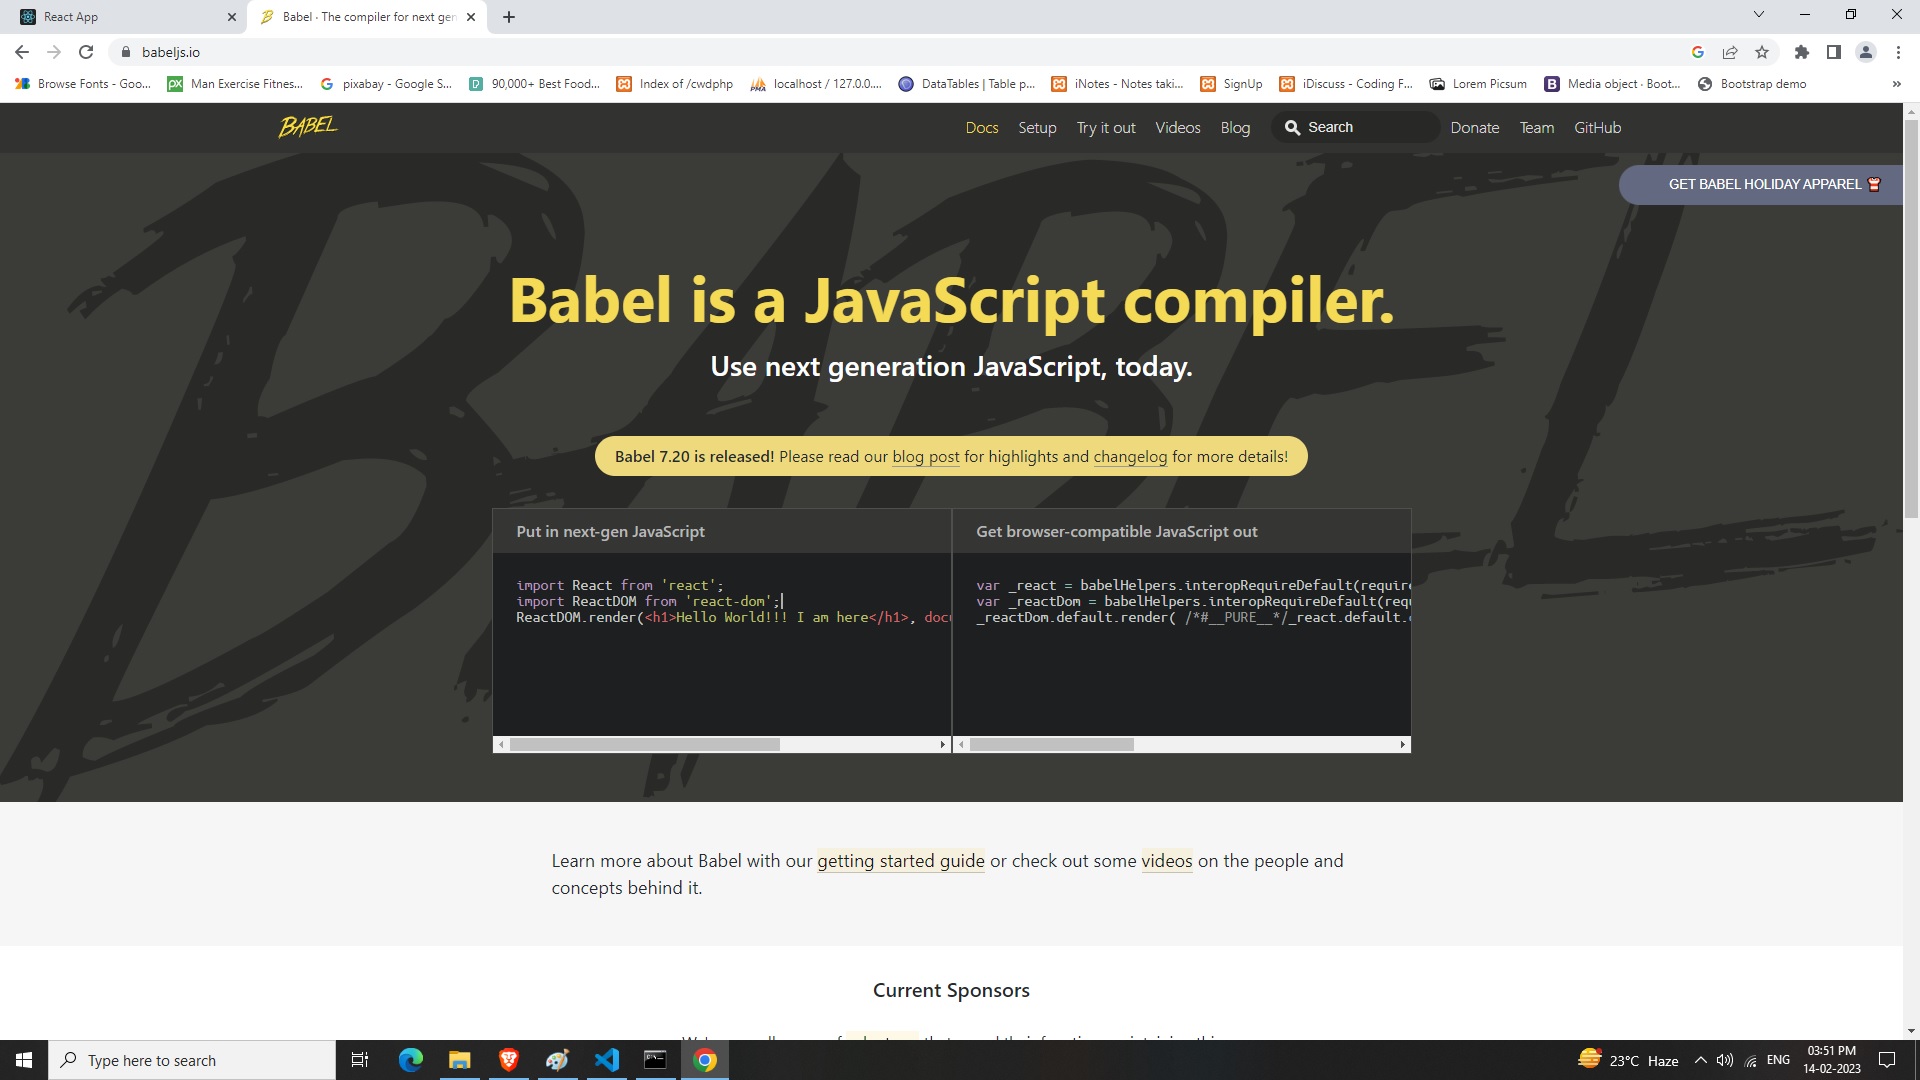 React App
Babel · The compiler for next gen
babeljs.io
Browse Fonts - Goo...
Man Exercise Fitnes...
pixabay - Google S...
90,000+ Best Food...
Index of /cwdphp
localhost / 127.0.0....
DataTables | Table p...
iNotes - Notes taki...
SignUp
iDiscuss - Coding F...
Lorem Picsum
Media object · Boot...
Bootstrap demo
»
BABEL
Docs
Setup
Try it out
Videos
Blog
Search
Donate
Team
GitHub
GET BABEL HOLIDAY APPAREL
BABEL
Babel is a JavaScript compiler.
Use next generation JavaScript, today.
Babel 7.20 is released! Please read our blog post for highlights and changelog for more details!
Put in next-gen JavaScript
import React from 'react';
import ReactDOM from 'react-dom';
ReactDOM.render(<h1>Hello World!!! I am here</h1>, docu
Get browser-compatible JavaScript out
var _react = babelHelpers.interopRequireDefault(require
var _reactDom = babelHelpers.interopRequireDefault(requ
_reactDom.default.render( /*#__PURE__*/_react.default.c
Learn more about Babel with our getting started guide or check out some videos on the people and
concepts behind it.
Current Sponsors
Type here to search
23°C Haze
ENG
03:51 PM
14-02-2023